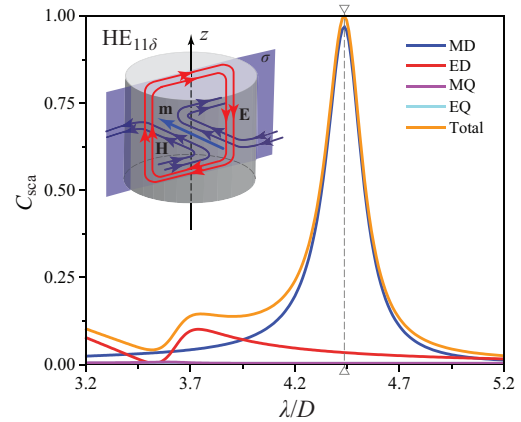 HE₁₁δ
z
σ
m
E
H
MD
ED
MQ
EQ
Total
1.00
0.75
0.50
0.25
0.00
C_sca
3.2 3.7 4.2 4.7 5.2
λ/D